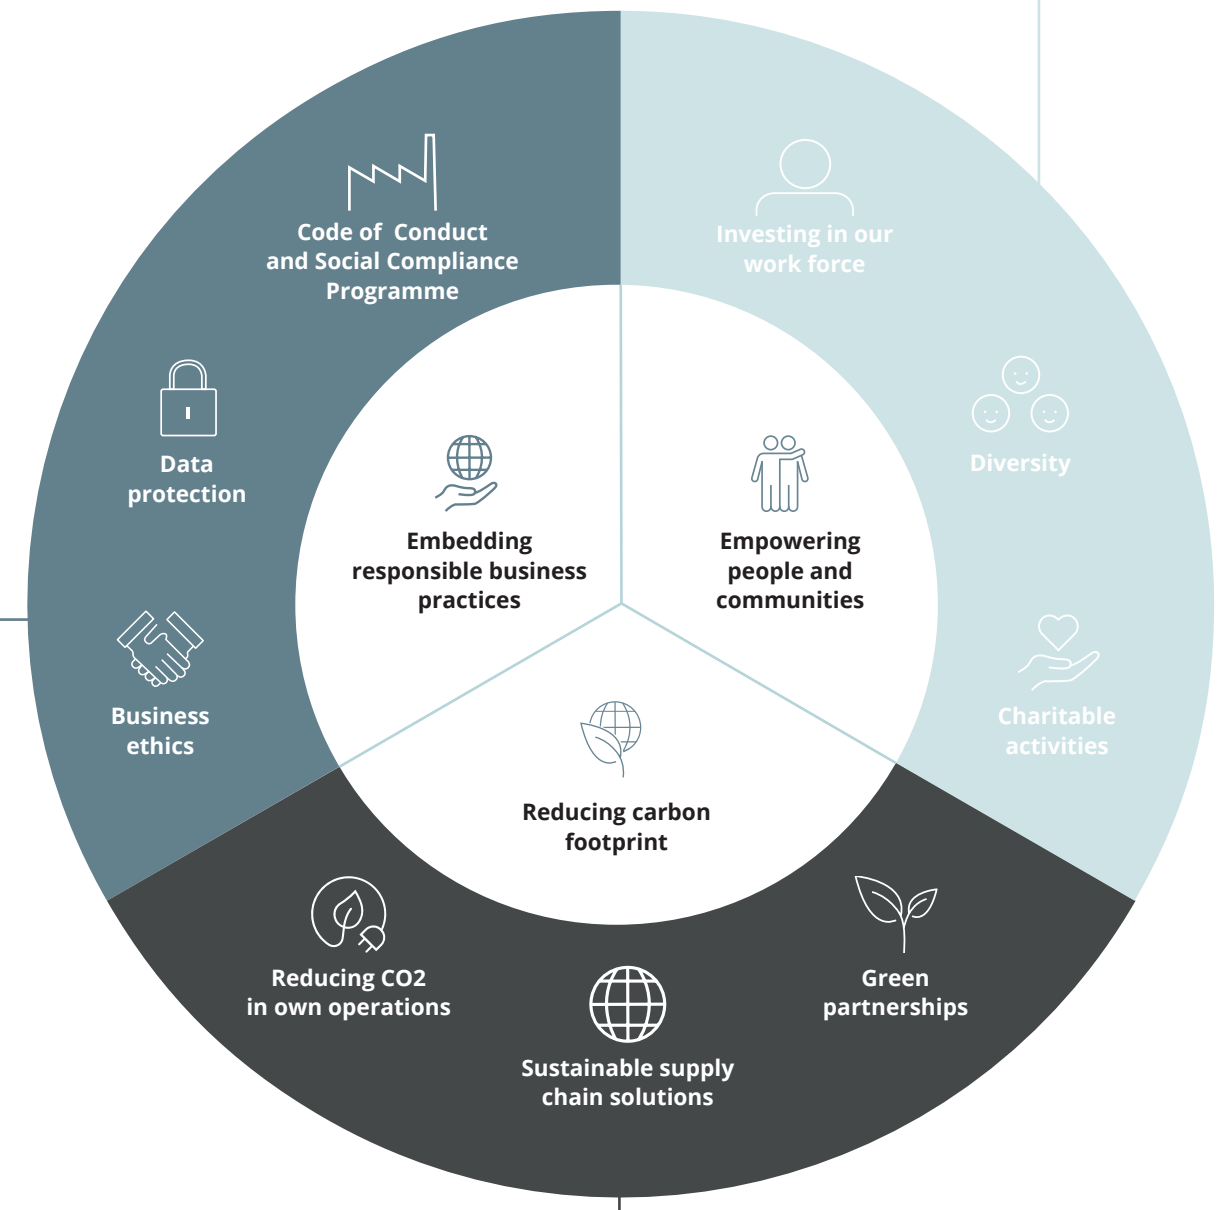 Code of Conduct
and Social Compliance
Programme
Investing in our
work force
Data
protection
Diversity
Embedding
responsible business
practices
Empowering
people and
communities
Business
ethics
Charitable
activities
Reducing carbon
footprint
Reducing CO2
in own operations
Green
partnerships
Sustainable supply
chain solutions